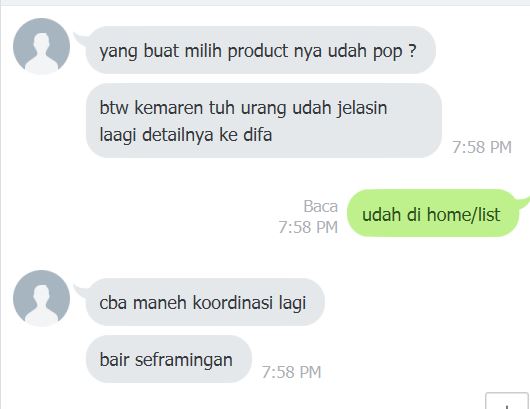 yang buat milih product nya udah pop ?
btw kemaren tuh urang udah jelasin
laagi detailnya ke difa
7:58 PM
Baca
7:58 PM
udah di home/list
cba maneh koordinasi lagi
bair seframingan
7:58 PM